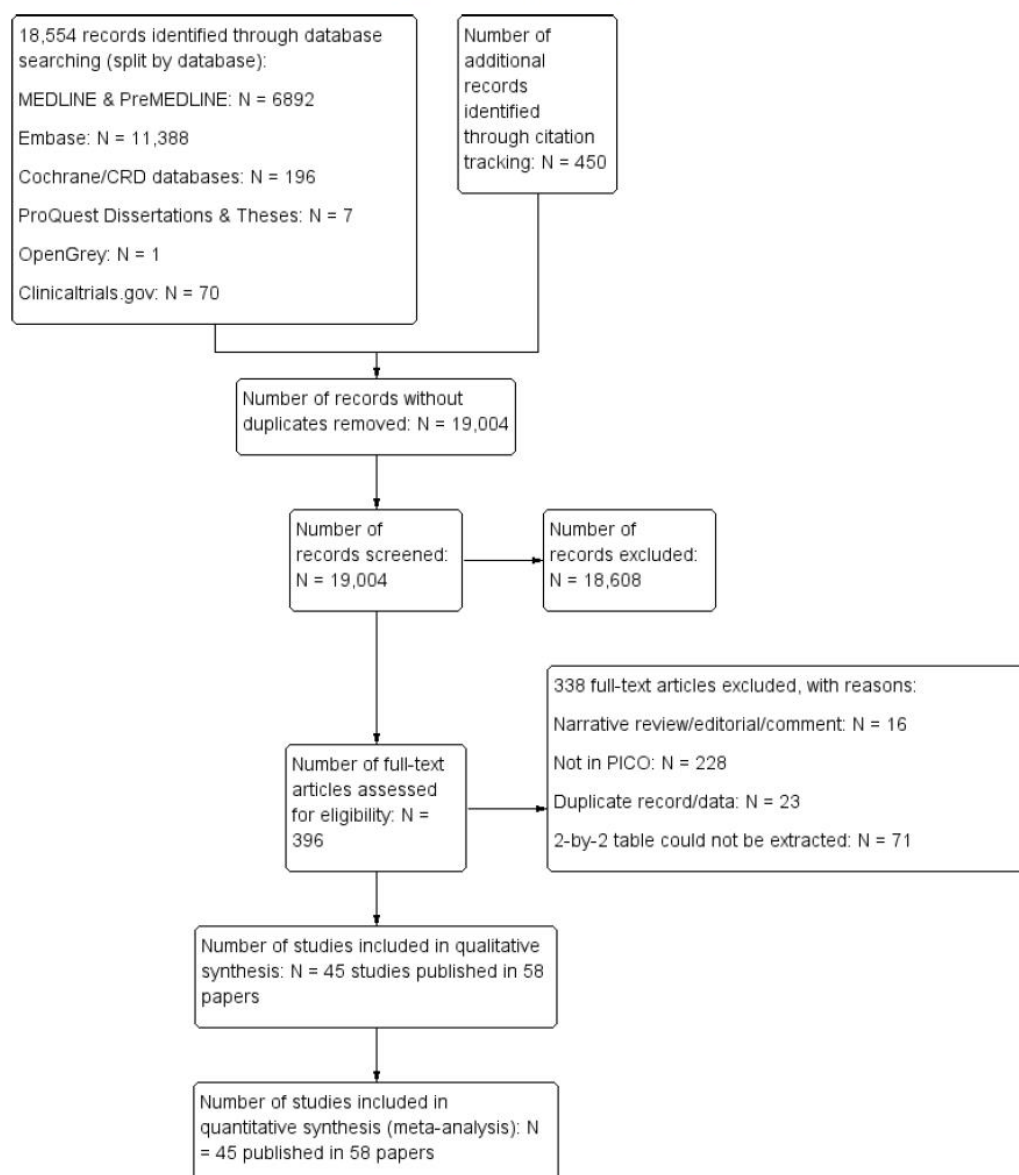 18,554 records identified through database
searching (split by database):
MEDLINE & PreMEDLINE: N = 6892
Embase: N = 11,388
Cochrane/CRD databases: N = 196
ProQuest Dissertations & Theses: N = 7
OpenGrey: N = 1
Clinicaltrials.gov: N = 70
Number of
additional
records
identified
through citation
tracking: N = 450
Number of records without
duplicates removed: N = 19,004
Number of
records screened:
N = 19,004
Number of
records excluded:
N = 18,608
338 full-text articles excluded, with reasons:
Narrative review/editorial/comment: N = 16
Not in PICO: N = 228
Duplicate record/data: N = 23
2-by-2 table could not be extracted: N = 71
Number of full-text
articles assessed
for eligibility: N =
396
Number of studies included in qualitative
synthesis: N = 45 studies published in 58
papers
Number of studies included in
quantitative synthesis (meta-analysis): N
= 45 published in 58 papers